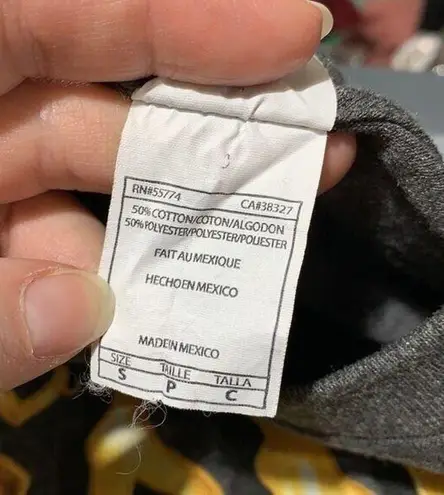 RN#55774 CA#38327
50% COTTON/COTON/ALGODON
50% POLYESTER/POLYESTER/POLIESTER
FAIT AU MEXIQUE
HECHO EN MEXICO
MADE IN MEXICO
SIZE TAILLE TALLA
S P C